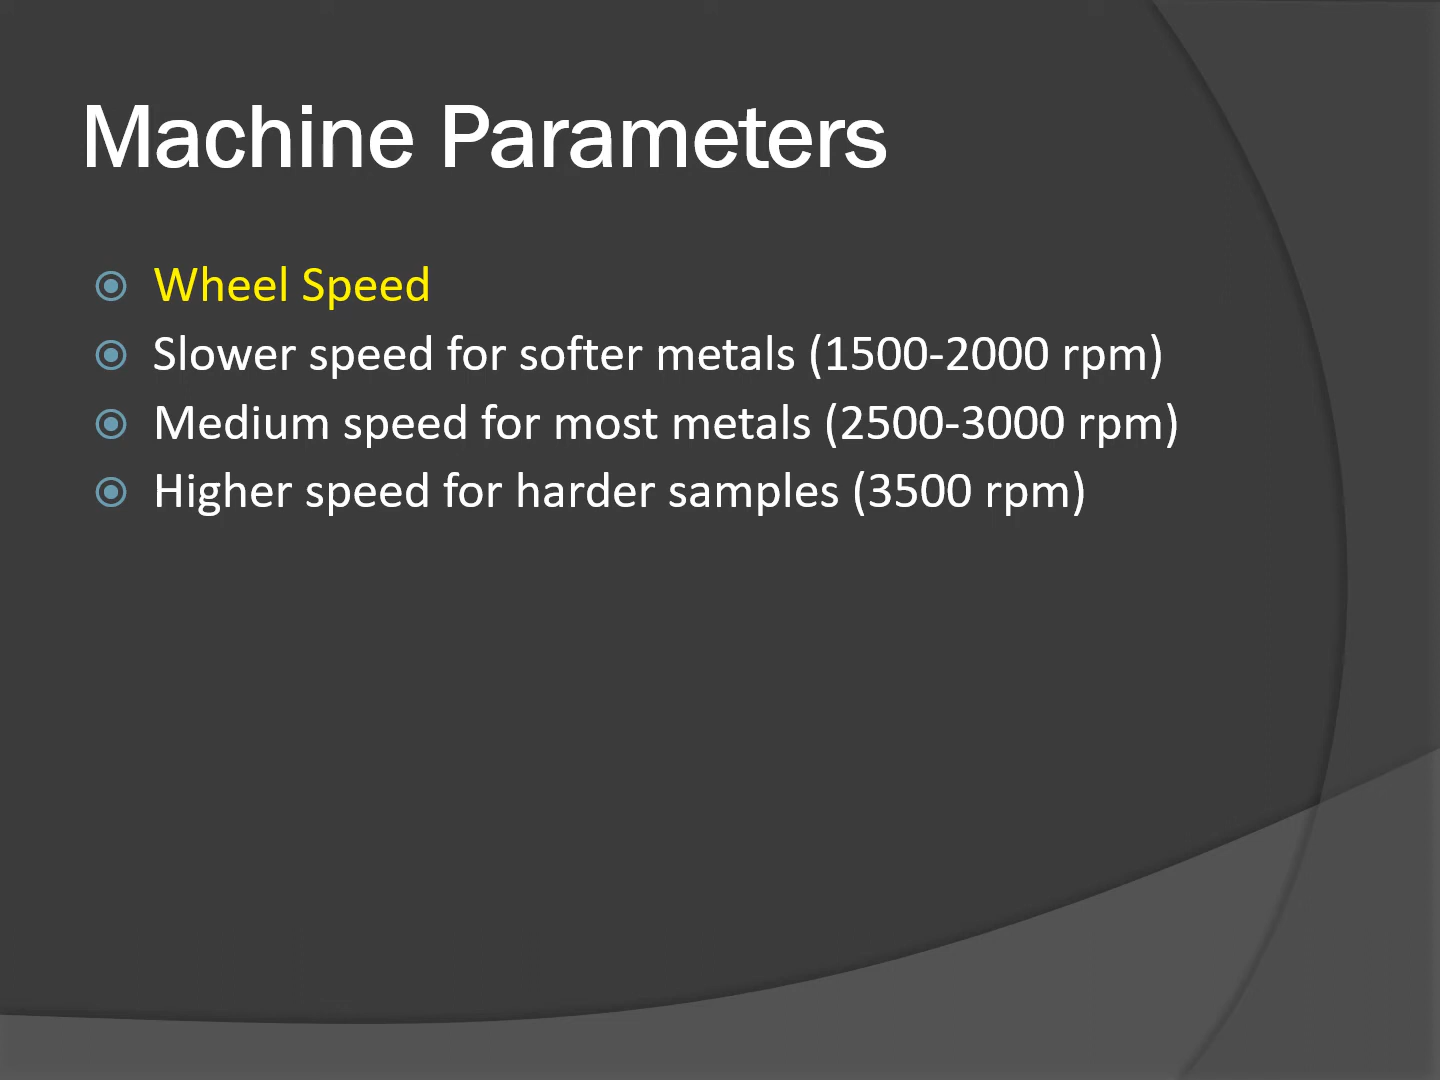 Machine Parameters
Wheel Speed
Slower speed for softer metals (1500-2000 rpm)
Medium speed for most metals (2500-3000 rpm)
Higher speed for harder samples (3500 rpm)